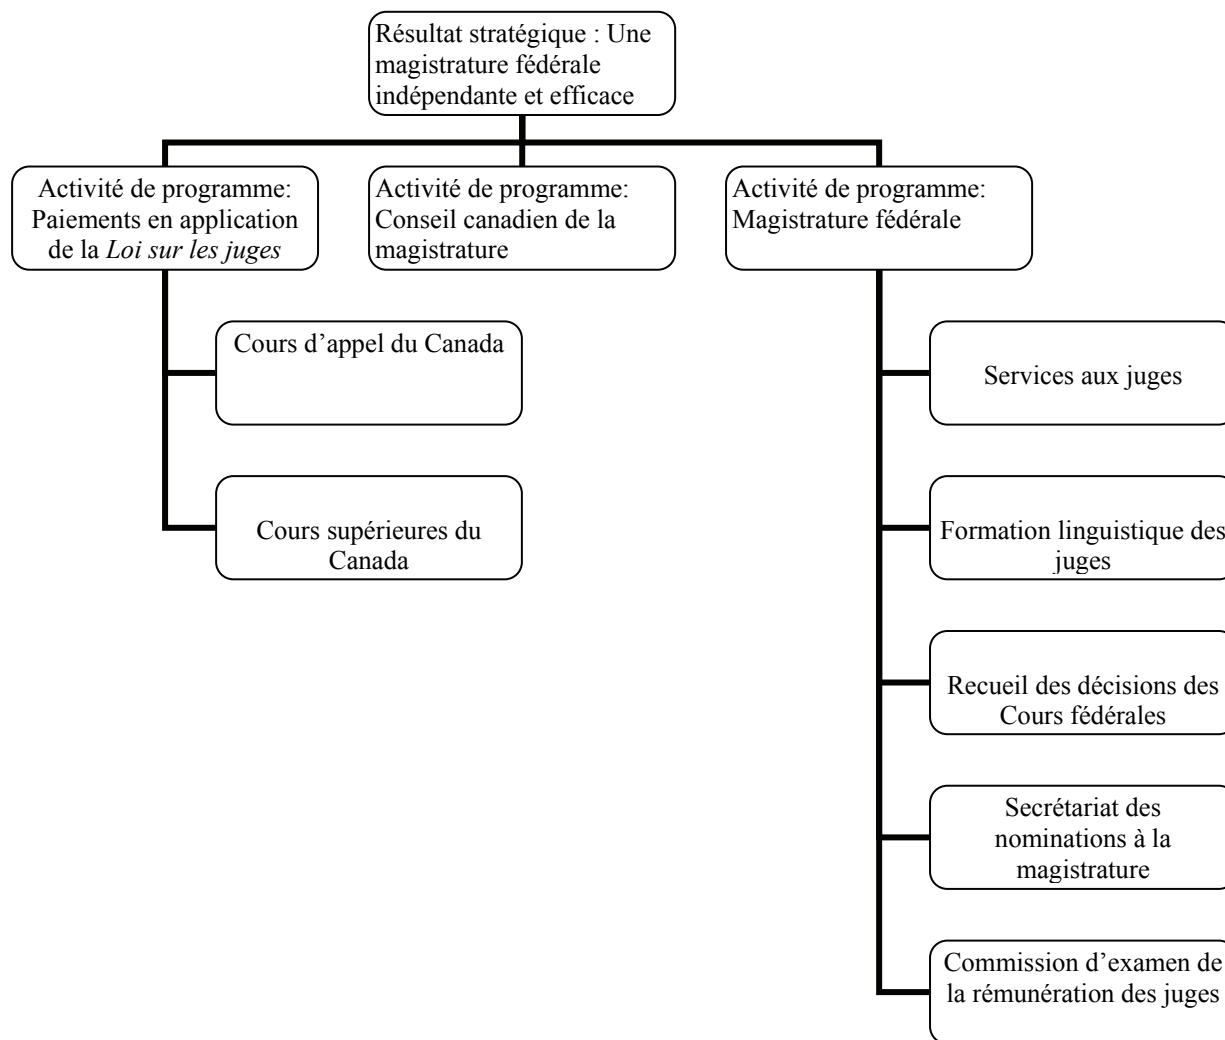 Résultat stratégique : Une
magistrature fédérale
indépendante et efficace
Activité de programme:
Paiements en application
de la Loi sur les juges
Activité de programme:
Conseil canadien de la
magistrature
Activité de programme:
Magistrature fédérale
Cours d’appel du Canada
Cours supérieures du
Canada
Services aux juges
Formation linguistique des
juges
Recueil des décisions des
Cours fédérales
Secrétariat des
nominations à la
magistrature
Commission d’examen de
la rémunération des juges